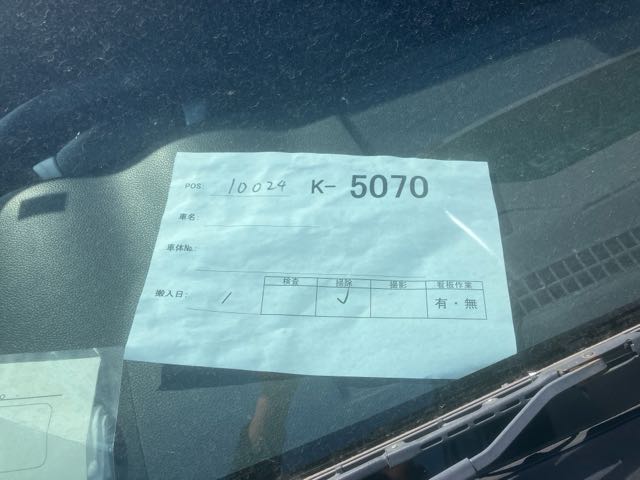 POS: 10024 K- 5070
車名:
車体No.:
検査 掃除 撮影 看板作業
搬入日: / ✓ 有・無